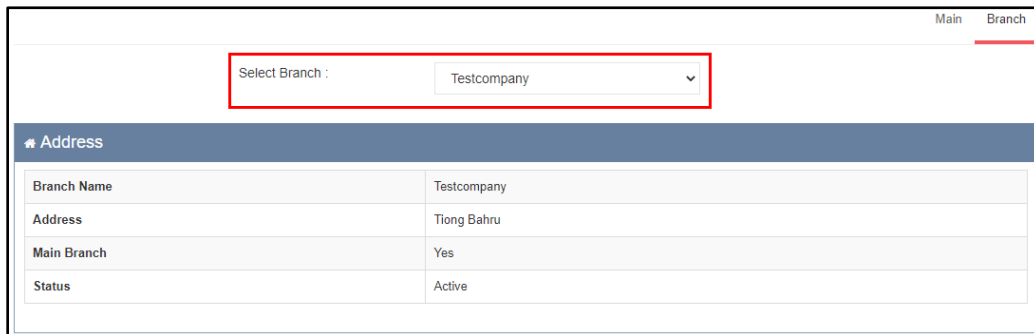 Main Branch
Select Branch : Testcompany
Address
Branch Name Testcompany
Address Tiong Bahru
Main Branch Yes
Status Active